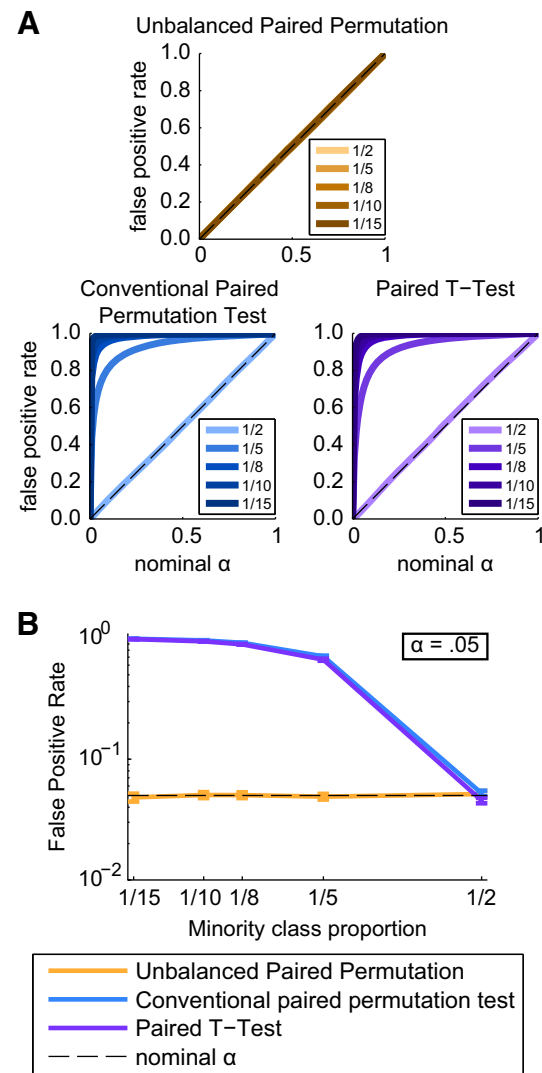 A
Unbalanced Paired Permutation
false positive rate
1.0
0.8
0.6
0.4
0.2
0.0
0
0.5
1
1/2
1/5
1/8
1/10
1/15
Conventional Paired
Permutation Test
false positive rate
1.0
0.8
0.6
0.4
0.2
0.0
0
0.5
1
nominal α
1/2
1/5
1/8
1/10
1/15
Paired T−Test
1.0
0.8
0.6
0.4
0.2
0.0
0
0.5
1
nominal α
1/2
1/5
1/8
1/10
1/15
B
α = .05
False Positive Rate
10⁰
10⁻¹
10⁻²
1/15
1/10
1/8
1/5
1/2
Minority class proportion
Unbalanced Paired Permutation
Conventional paired permutation test
Paired T−Test
nominal α